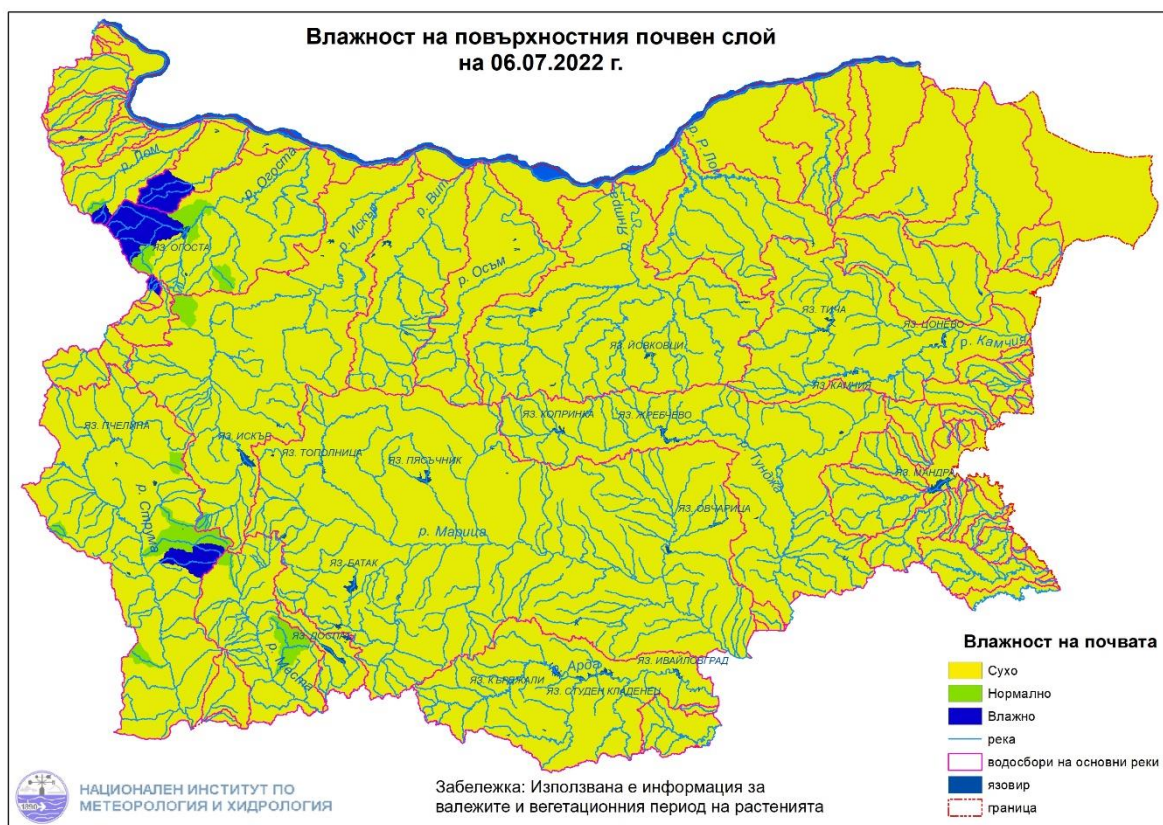 Влажност на повърхностния почвен слой
на 06.07.2022 г.
р. Лом
р. Огоста
р. Искър
р. Вит
р. Осъм
р. Янтра
р. Р. Лом
ЯЗ. ОГОСТА
ЯЗ. ТИЧА
ЯЗ. ЦОНЕВО
р. Камчия
ЯЗ. ЙОВКОВЦИ
ЯЗ. КАМЧИЯ
ЯЗ. ПЧЕЛИНА
ЯЗ. ИСКЪР
ЯЗ. ТОПОЛНИЦА
ЯЗ. ПЯСЪЧНИК
ЯЗ. КОПРИНКА
ЯЗ. ЖРЕБЧЕВО
р. Тунджа
ЯЗ. МАНДРА
р. Струма
р. Марица
ЯЗ. ОВЧАРИЦА
ЯЗ. БАТАК
ЯЗ. ДОСПАТ
р. Места
р. Арда
ЯЗ. ИВАЙЛОВГРАД
ЯЗ. КЪРДЖАЛИ
ЯЗ. СТУДЕН КЛАДЕНЕЦ
Влажност на почвата
Сухо
Нормално
Влажно
река
водосбори на основни реки
язовир
граница
1890
НАЦИОНАЛЕН ИНСТИТУТ ПО
МЕТЕОРОЛОГИЯ И ХИДРОЛОГИЯ
Забележка: Използвана е информация за
валежите и вегетационния период на растенията